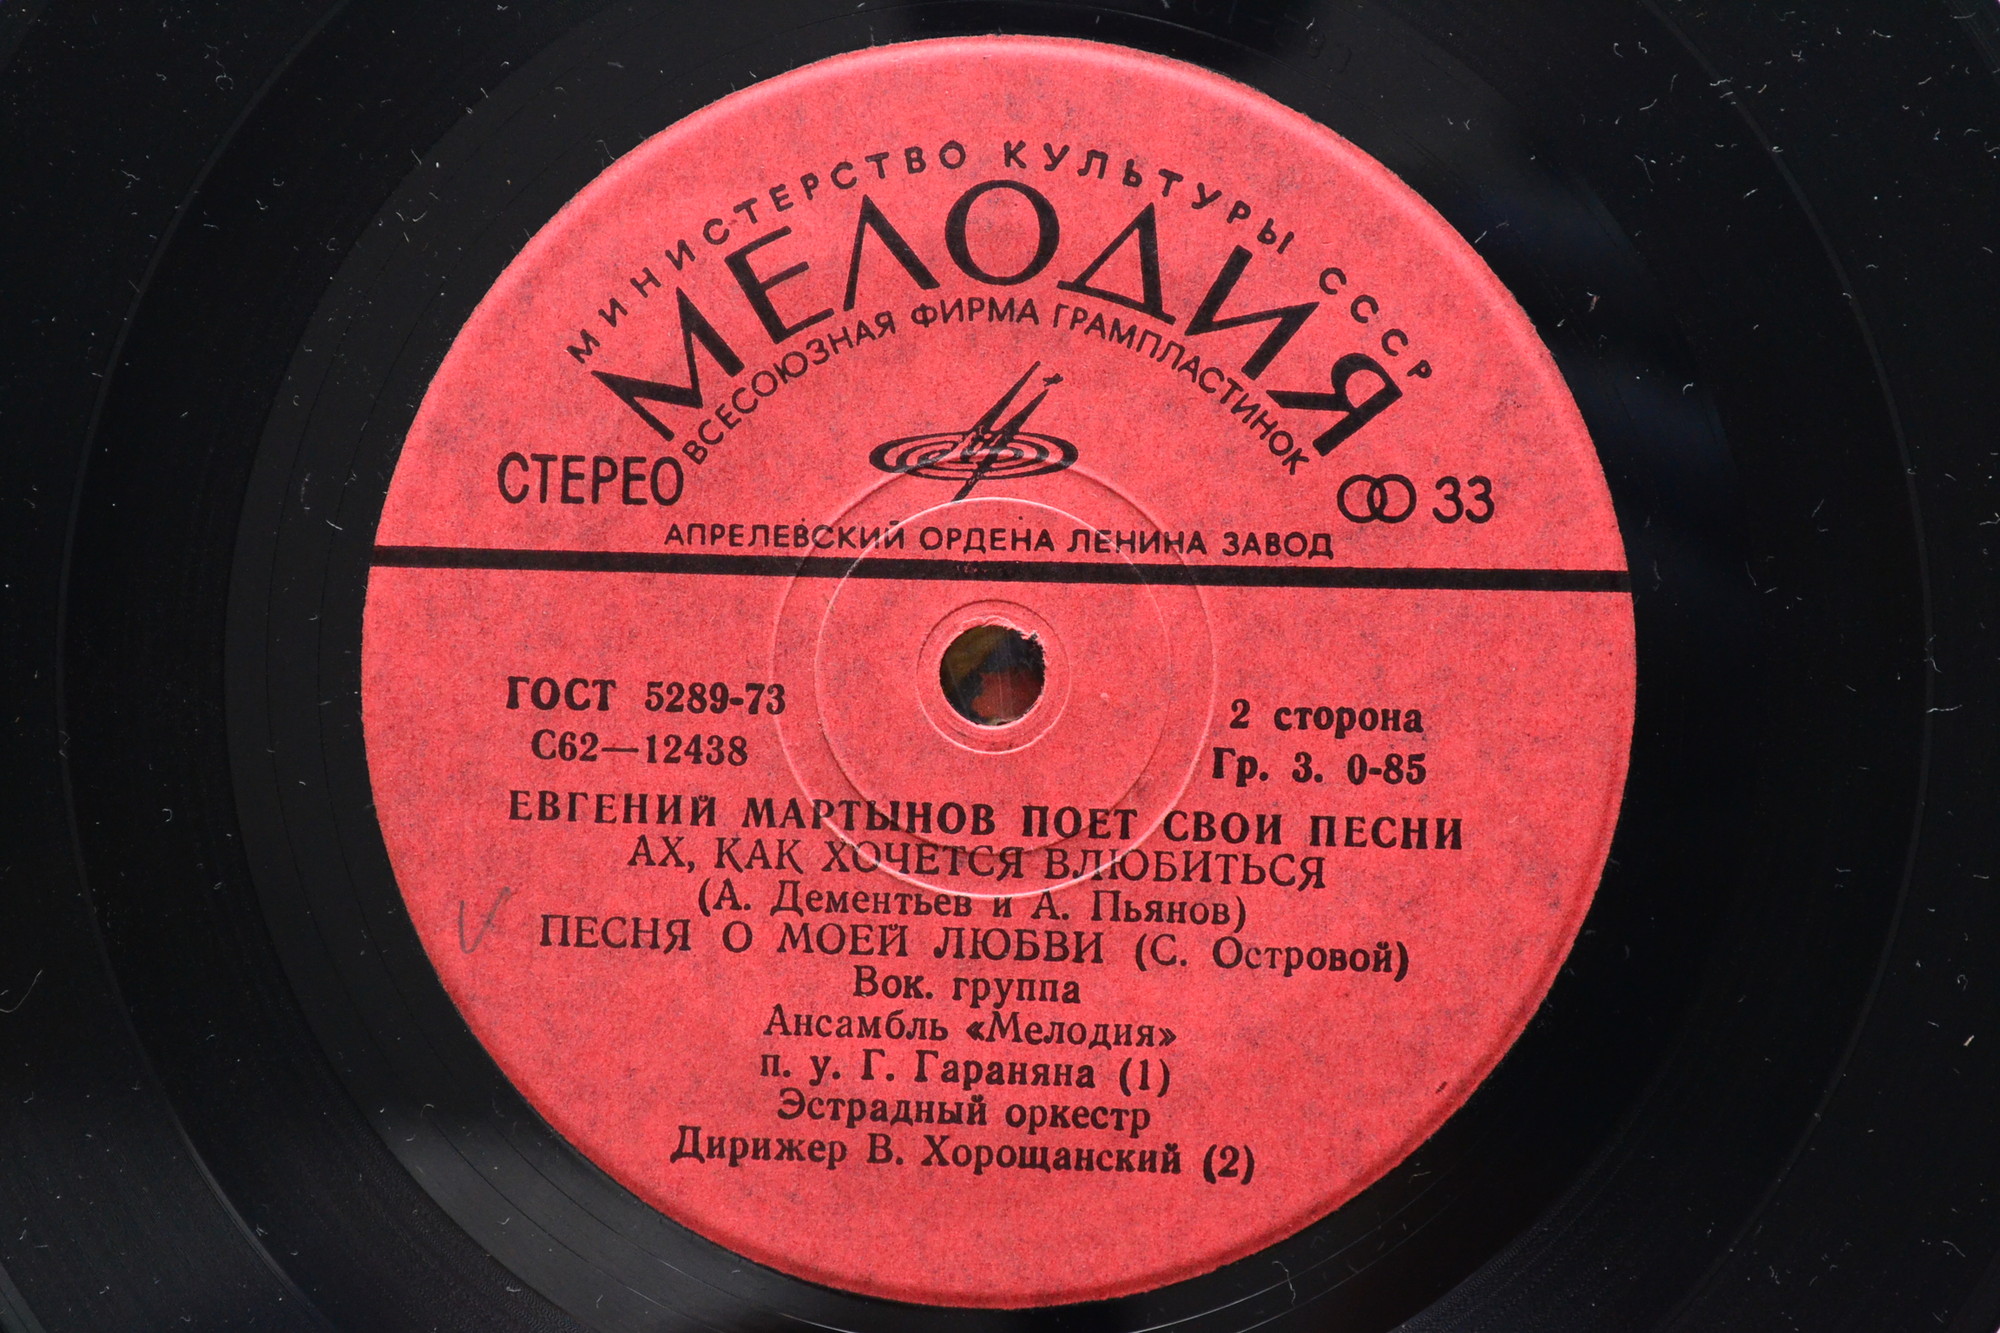 МИНИСТЕРСТВО КУЛЬТУРЫ СССР
МЕЛОДИЯ
ВСЕСОЮЗНАЯ ФИРМА ГРАМПЛАСТИНОК
СТЕРЕО
33
АПРЕЛЕВСКИЙ ОРДЕНА ЛЕНИНА ЗАВОД
ГОСТ 5289-73
2 сторона
С62—12438
Гр. 3. 0-85
ЕВГЕНИЙ МАРТЫНОВ ПОЕТ СВОИ ПЕСНИ
АХ, КАК ХОЧЕТСЯ ВЛЮБИТЬСЯ
(А. Дементьев и А. Пьянов)
ПЕСНЯ О МОЕЙ ЛЮБВИ (С. Островой)
Вок. группа
Ансамбль «Мелодия»
п. у. Г. Гараняна (1)
Эстрадный оркестр
Дирижер В. Хорощанский (2)